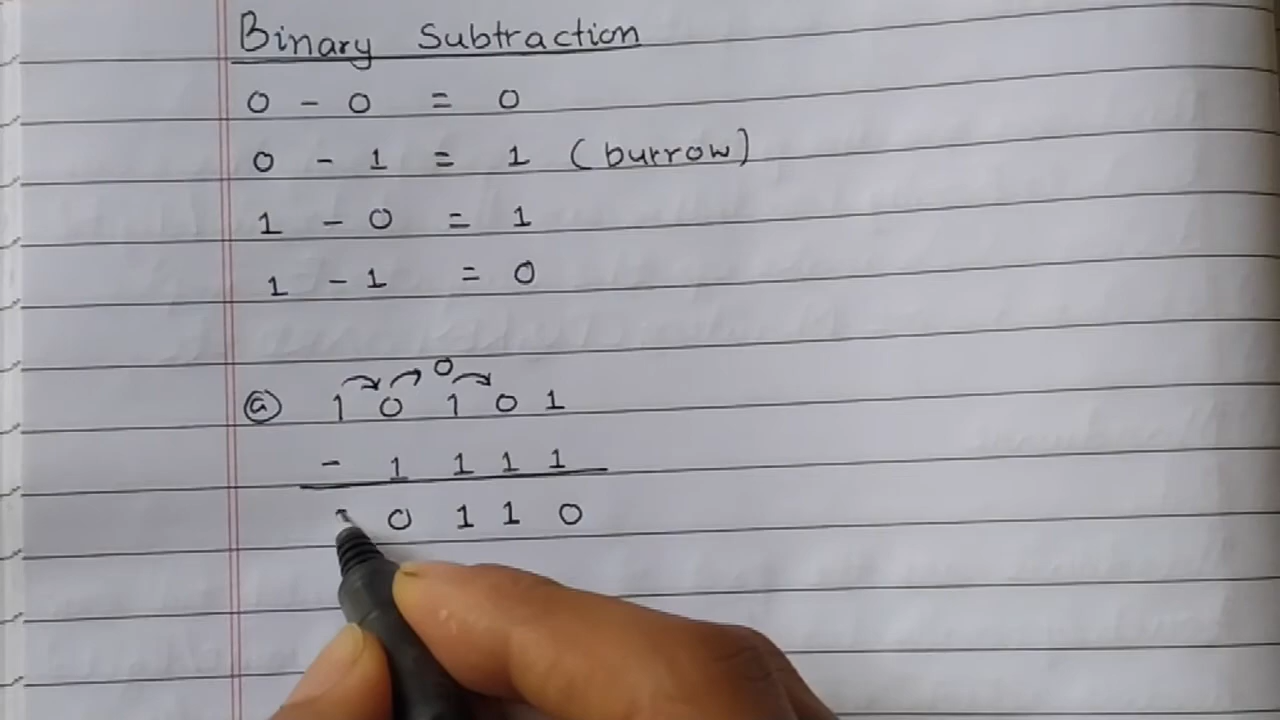 Binary Subtraction
0 - 0 = 0
0 - 1 = 1 (burrow)
1 - 0 = 1
1 - 1 = 0
0
ⓐ 1 0 1 0 1
- 1 1 1 1
0 1 1 0